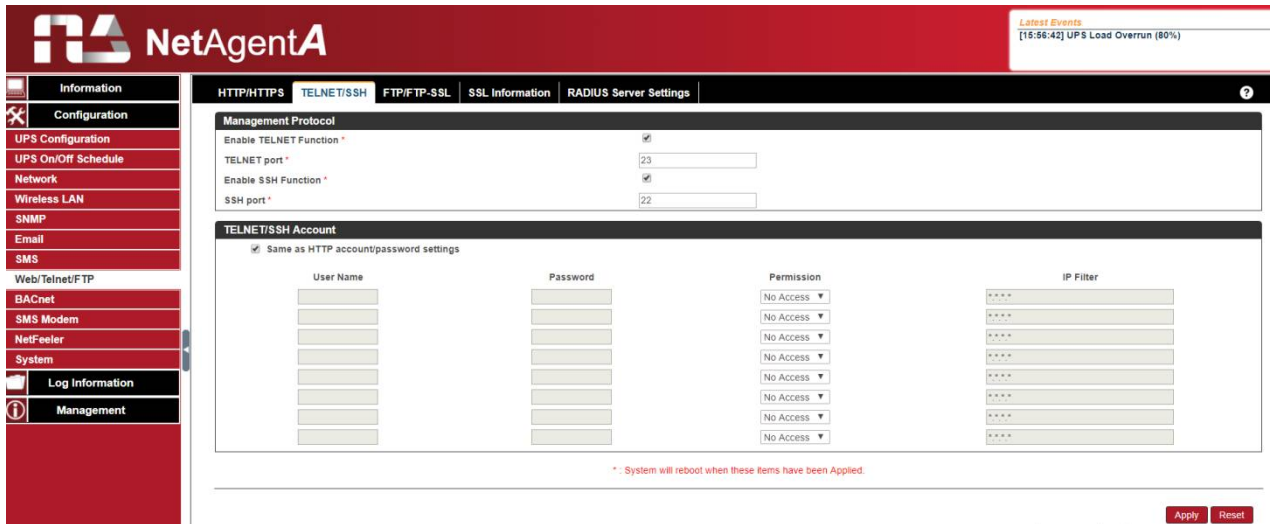 NetAgentA
Latest Events
[15:56:42] UPS Load Overrun (80%)
Information
Configuration
UPS Configuration
UPS On/Off Schedule
Network
Wireless LAN
SNMP
Email
SMS
Web/Telnet/FTP
BACnet
SMS Modem
NetFeeler
System
Log Information
Management
HTTP/HTTPS TELNET/SSH FTP/FTP-SSL SSL Information RADIUS Server Settings ?
Management Protocol
Enable TELNET Function *
TELNET port * 23
Enable SSH Function *
SSH port * 22
TELNET/SSH Account
Same as HTTP account/password settings
User Name Password Permission IP Filter
No Access ▼ *.*.*.*
No Access ▼ *.*.*.*
No Access ▼ *.*.*.*
No Access ▼ *.*.*.*
No Access ▼ *.*.*.*
No Access ▼ *.*.*.*
No Access ▼ *.*.*.*
No Access ▼ *.*.*.*
* : System will reboot when these items have been Applied.
Apply Reset